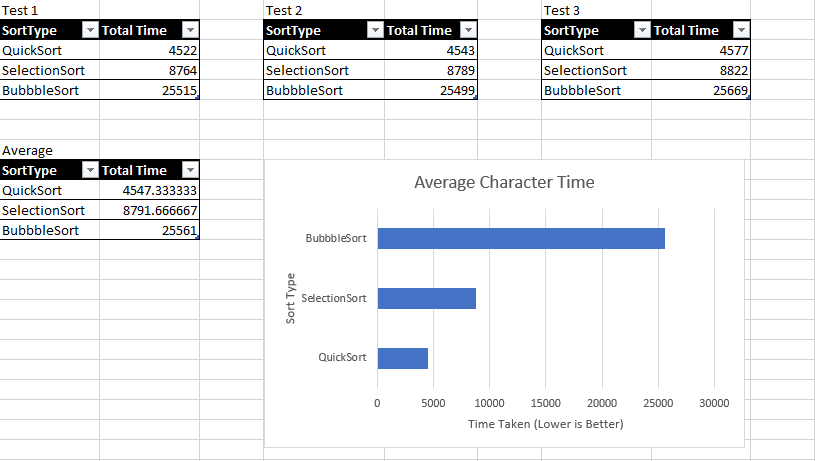 Test 1 Test 2 Test 3
SortType Total Time SortType Total Time SortType Total Time
QuickSort 4522 QuickSort 4543 QuickSort 4577
SelectionSort 8764 SelectionSort 8789 SelectionSort 8822
BubbbleSort 25515 BubbbleSort 25499 BubbbleSort 25669
Average
SortType Total Time
QuickSort 4547.333333
SelectionSort 8791.666667
BubbbleSort 25561
Average Character Time
Sort Type
BubbbleSort
SelectionSort
QuickSort
0 5000 10000 15000 20000 25000 30000
Time Taken (Lower is Better)